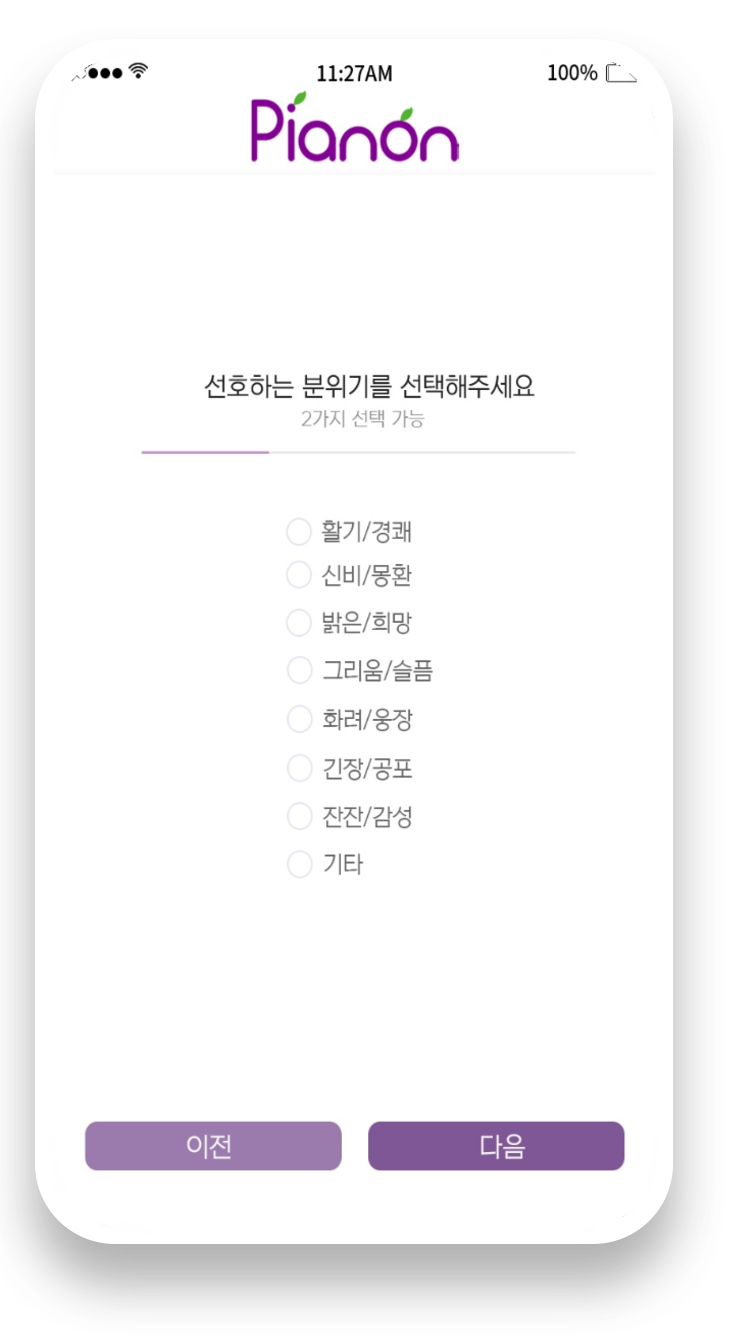 11:27AM 100%
Píanón
선호하는 분위기를 선택해주세요
2가지 선택 가능
활기/경쾌
신비/몽환
밝은/희망
그리움/슬픔
화려/웅장
긴장/공포
잔잔/감성
기타
이전 다음